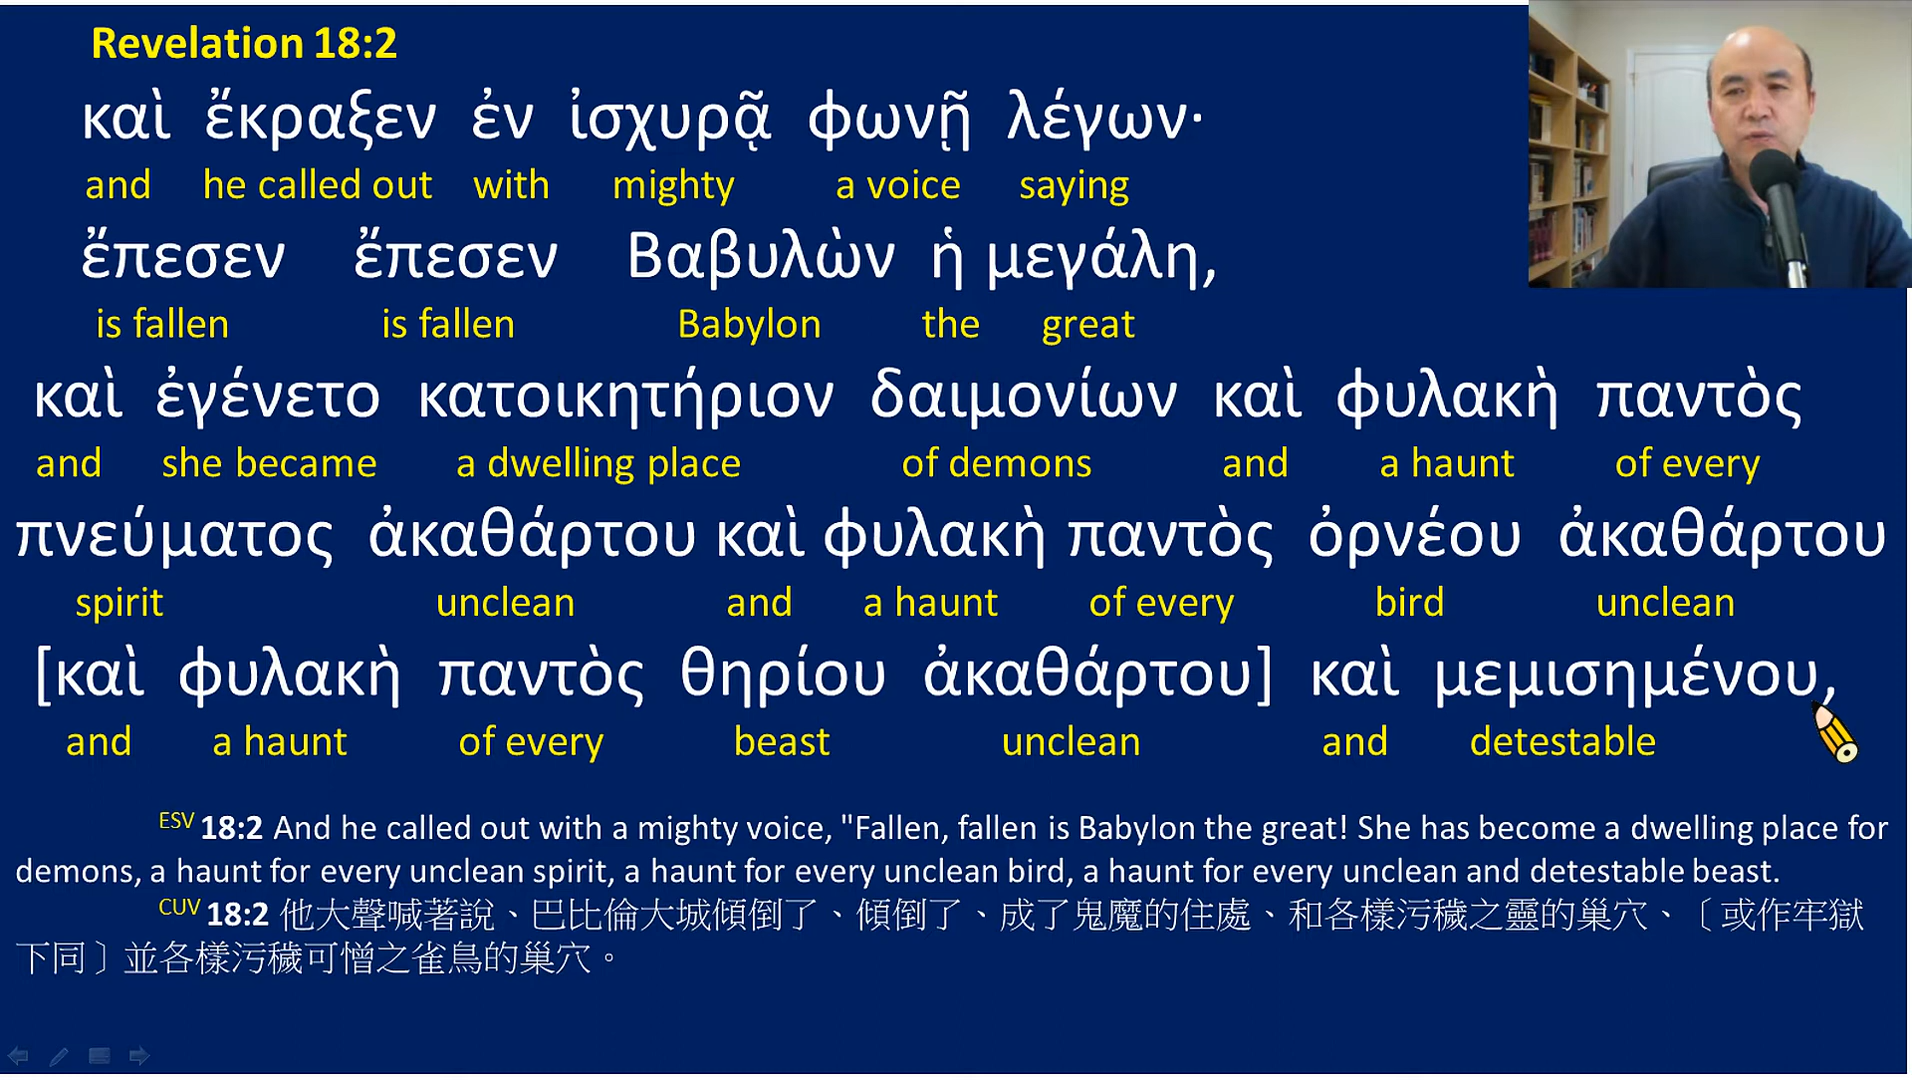 Revelation 18:2
καὶ ἔκραξεν ἐν ἰσχυρᾷ φωνῇ λέγων·
and he called out with mighty a voice saying
ἔπεσεν ἔπεσεν Βαβυλὼν ἡ μεγάλη,
is fallen is fallen Babylon the great
καὶ ἐγένετο κατοικητήριον δαιμονίων καὶ φυλακὴ παντὸς
and she became a dwelling place of demons and a haunt of every
πνεύματος ἀκαθάρτου καὶ φυλακὴ παντὸς ὀρνέου ἀκαθάρτου
spirit unclean and a haunt of every bird unclean
[καὶ φυλακὴ παντὸς θηρίου ἀκαθάρτου] καὶ μεμισημένου,
and a haunt of every beast unclean and detestable
ESV 18:2 And he called out with a mighty voice, "Fallen, fallen is Babylon the great! She has become a dwelling place for
demons, a haunt for every unclean spirit, a haunt for every unclean bird, a haunt for every unclean and detestable beast.
CUV 18:2 他大聲喊著說、巴比倫大城傾倒了、傾倒了、成了鬼魔的住處、和各樣污穢之靈的巢穴、〔或作牢獄
下同〕並各樣污穢可憎之雀鳥的巢穴。